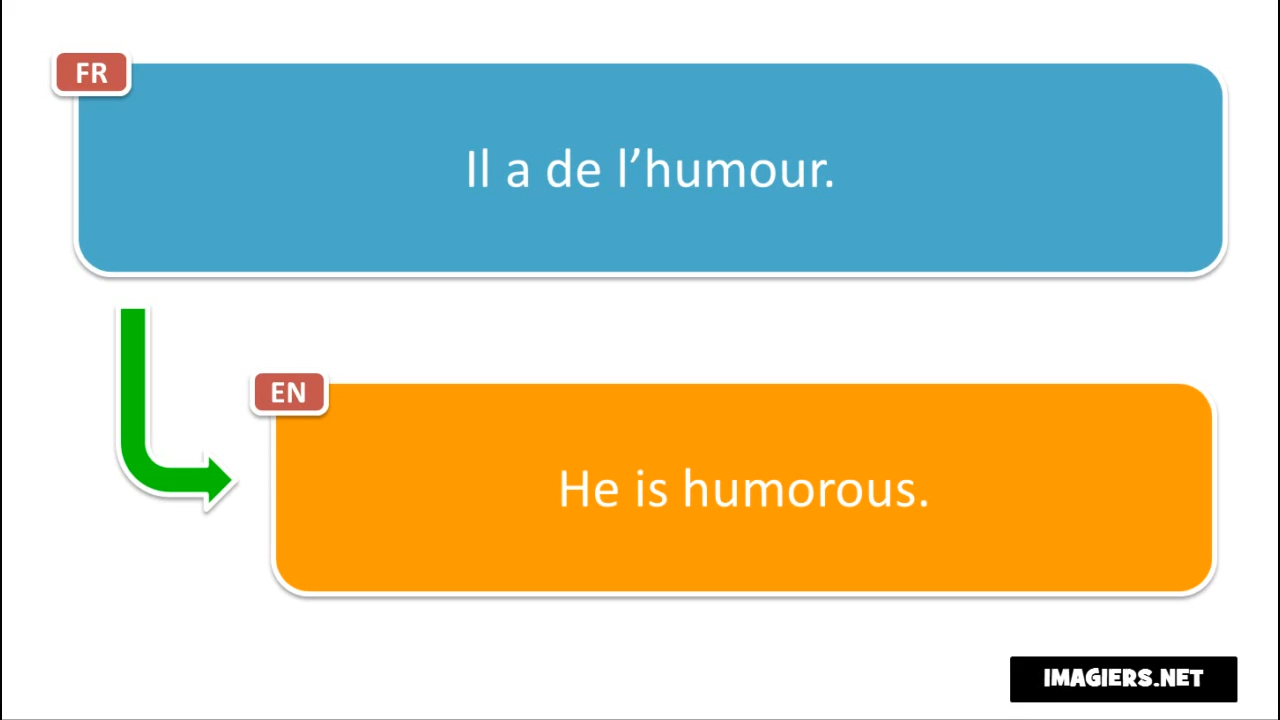 FR
Il a de l’humour.
EN
He is humorous.
IMAGIERS.NET